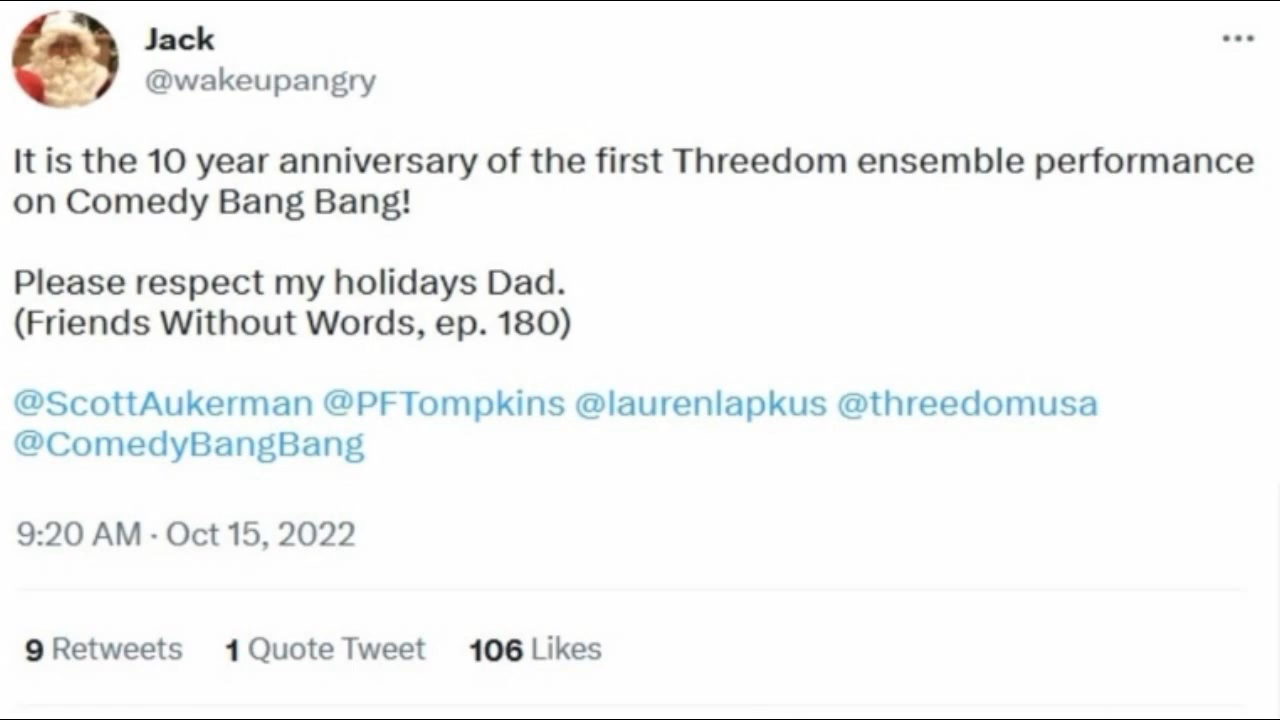 Jack
@wakeupangry
It is the 10 year anniversary of the first Threedom ensemble performance
on Comedy Bang Bang!
Please respect my holidays Dad.
(Friends Without Words, ep. 180)
@ScottAukerman @PFTompkins @laurenlapkus @threedomusa
@ComedyBangBang
9:20 AM · Oct 15, 2022
9 Retweets 1 Quote Tweet 106 Likes